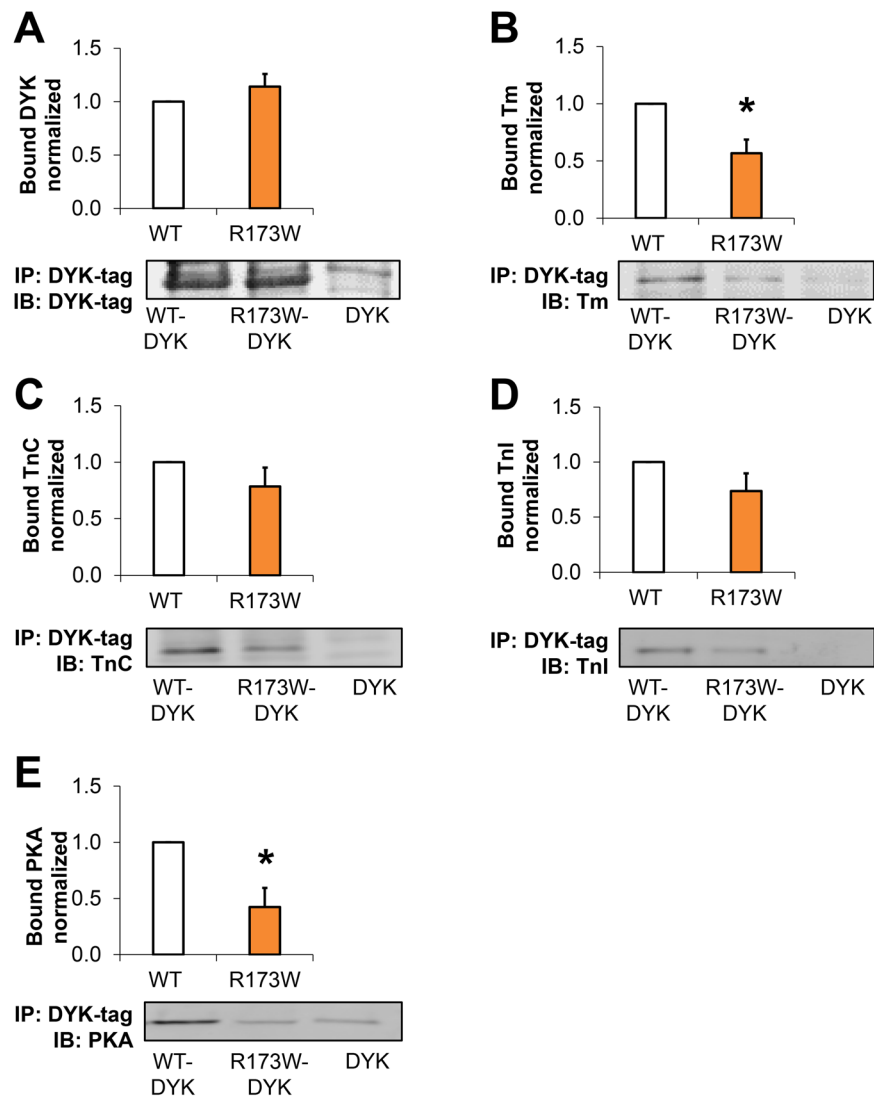 A
Bound DYK
normalized
1.5
1.0
0.5
0.0
WT
R173W
IP: DYK-tag
IB: DYK-tag
WT-
DYK
R173W-
DYK
DYK
B
Bound Tm
normalized
1.5
1.0
0.5
0.0
*
WT
R173W
IP: DYK-tag
IB: Tm
WT-
DYK
R173W-
DYK
DYK
C
Bound TnC
normalized
1.5
1.0
0.5
0.0
WT
R173W
IP: DYK-tag
IB: TnC
WT-
DYK
R173W-
DYK
DYK
D
Bound TnI
normalized
1.5
1.0
0.5
0.0
WT
R173W
IP: DYK-tag
IB: TnI
WT-
DYK
R173W-
DYK
DYK
E
Bound PKA
normalized
1.5
1.0
0.5
0.0
*
WT
R173W
IP: DYK-tag
IB: PKA
WT-
DYK
R173W-
DYK
DYK